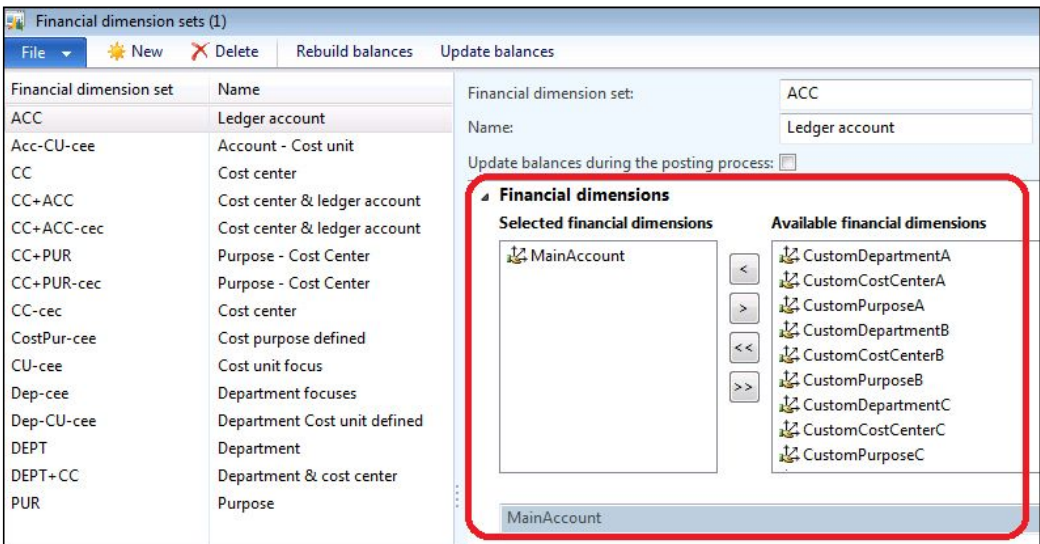 Financial dimension sets (1)
File New Delete Rebuild balances Update balances
Financial dimension set Name
ACC Ledger account
Acc-CU-cee Account - Cost unit
CC Cost center
CC+ACC Cost center & ledger account
CC+ACC-cec Cost center & ledger account
CC+PUR Purpose - Cost Center
CC+PUR-cec Purpose - Cost Center
CC-cec Cost center
CostPur-cee Cost purpose defined
CU-cee Cost unit focus
Dep-cee Department focuses
Dep-CU-cee Department Cost unit defined
DEPT Department
DEPT+CC Department & cost center
PUR Purpose
Financial dimension set: ACC
Name: Ledger account
Update balances during the posting process:
Financial dimensions
Selected financial dimensions
MainAccount
<
>
<<
>>
Available financial dimensions
CustomDepartmentA
CustomCostCenterA
CustomPurposeA
CustomDepartmentB
CustomCostCenterB
CustomPurposeB
CustomDepartmentC
CustomCostCenterC
CustomPurposeC
MainAccount